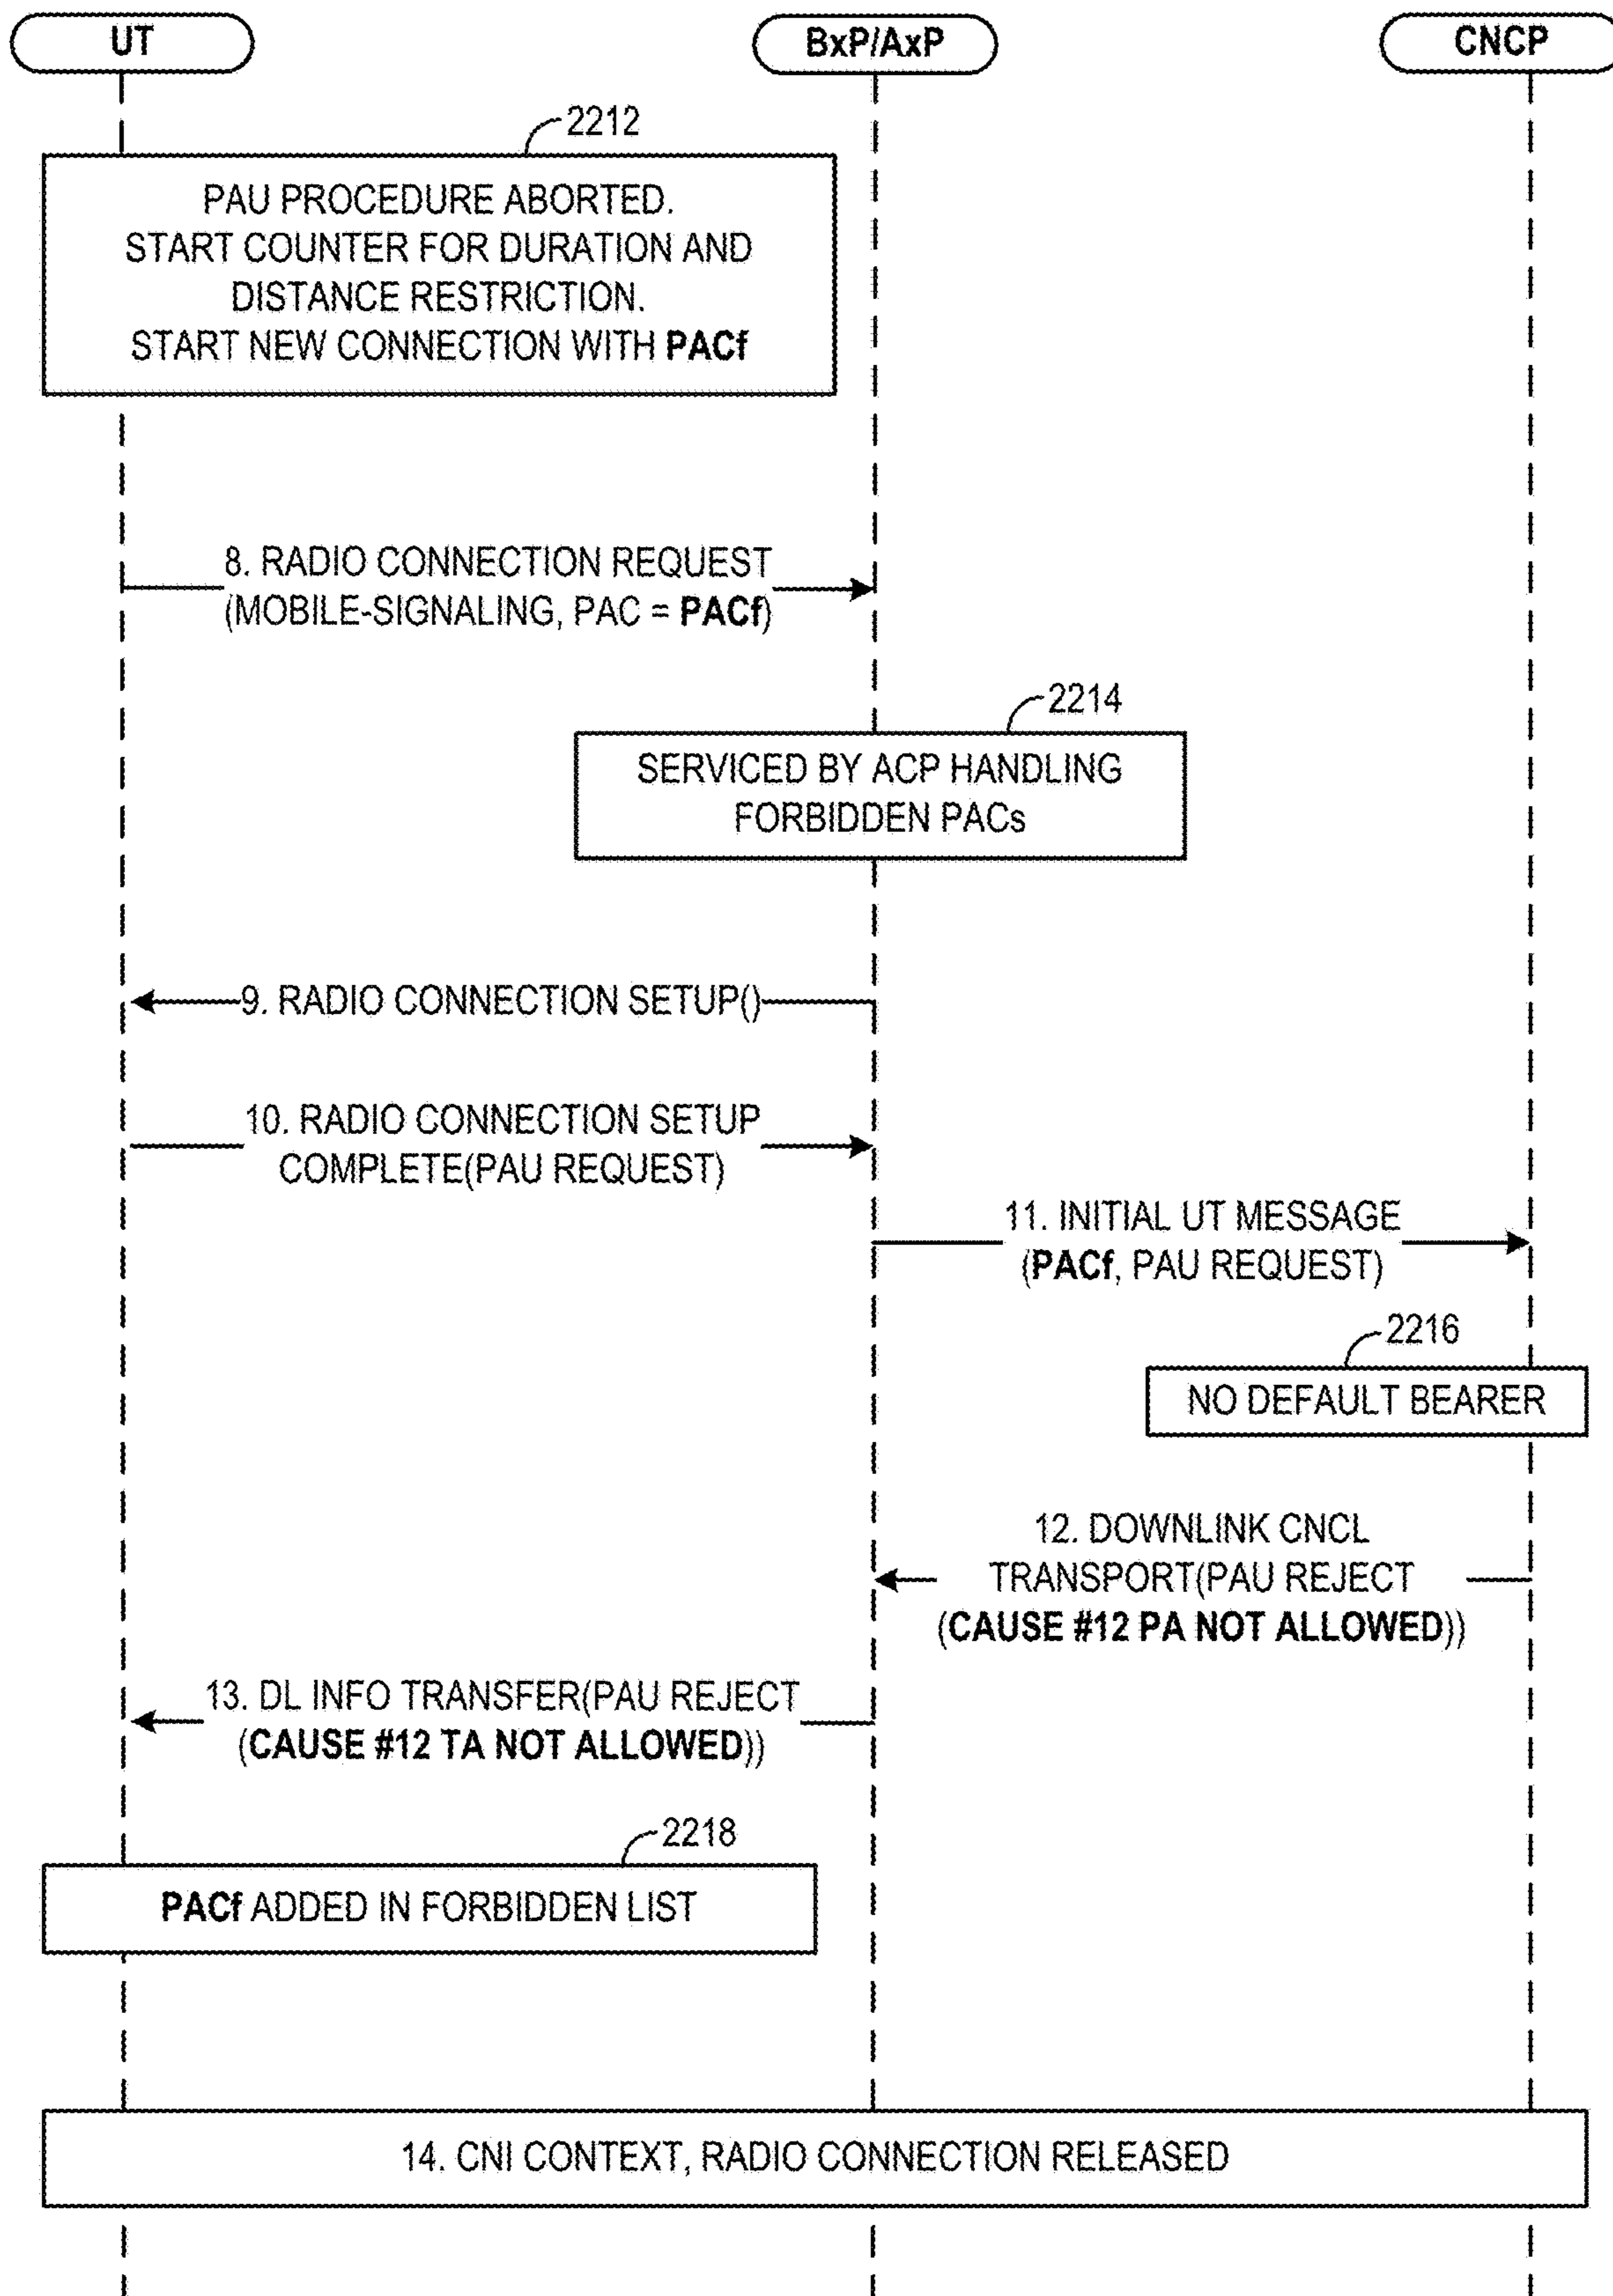 UT
BxP/AxP
CNCP
2212
PAU PROCEDURE ABORTED.
START COUNTER FOR DURATION AND
DISTANCE RESTRICTION.
START NEW CONNECTION WITH PACf
8. RADIO CONNECTION REQUEST
(MOBILE-SIGNALING, PAC = PACf)
2214
SERVICED BY ACP HANDLING
FORBIDDEN PACs
9. RADIO CONNECTION SETUP()
10. RADIO CONNECTION SETUP
COMPLETE(PAU REQUEST)
11. INITIAL UT MESSAGE
(PACf, PAU REQUEST)
2216
NO DEFAULT BEARER
12. DOWNLINK CNCL
TRANSPORT(PAU REJECT
(CAUSE #12 PA NOT ALLOWED))
13. DL INFO TRANSFER(PAU REJECT
(CAUSE #12 TA NOT ALLOWED))
2218
PACf ADDED IN FORBIDDEN LIST
14. CNI CONTEXT, RADIO CONNECTION RELEASED